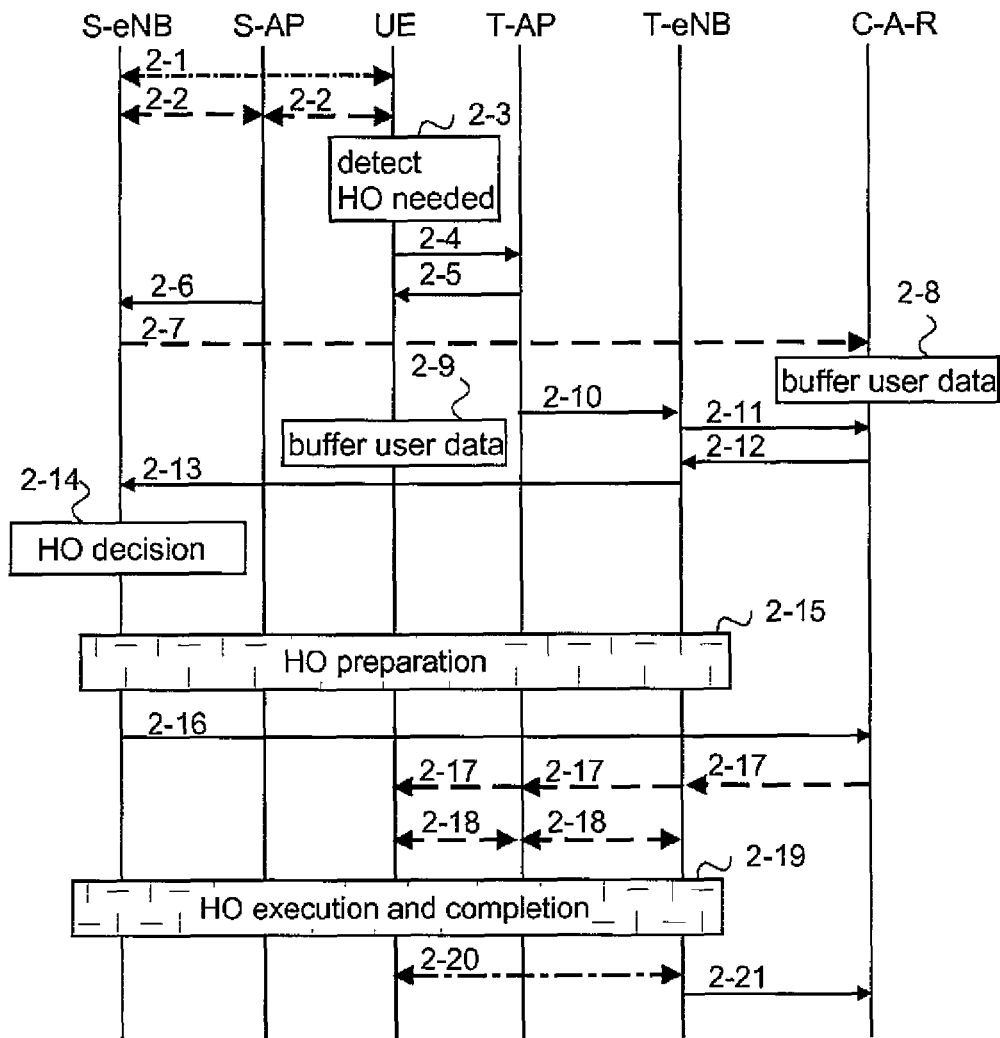 S-eNB S-AP UE T-AP T-eNB C-A-R
2-1
2-2 2-2
2-3
detect
HO needed
2-4
2-5
2-6
2-8
2-7
buffer user data
2-9
2-10
2-11
buffer user data
2-12
2-13
2-14
HO decision
2-15
HO preparation
2-16
2-17 2-17 2-17
2-18 2-18
2-19
HO execution and completion
2-20
2-21